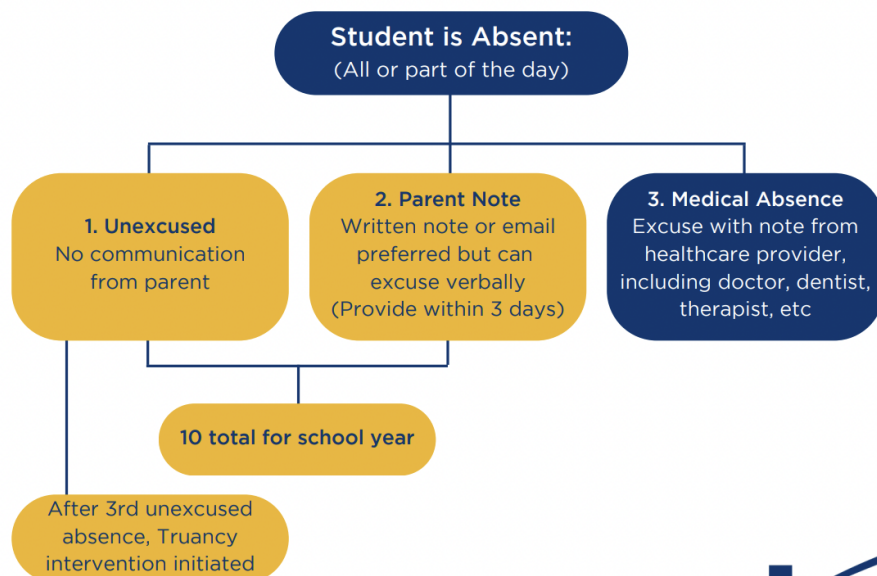 Student is Absent:
(All or part of the day)
1. Unexcused
No communication
from parent
2. Parent Note
Written note or email
preferred but can
excuse verbally
(Provide within 3 days)
3. Medical Absence
Excuse with note from
healthcare provider,
including doctor, dentist,
therapist, etc
10 total for school year
After 3rd unexcused
absence, Truancy
intervention initiated